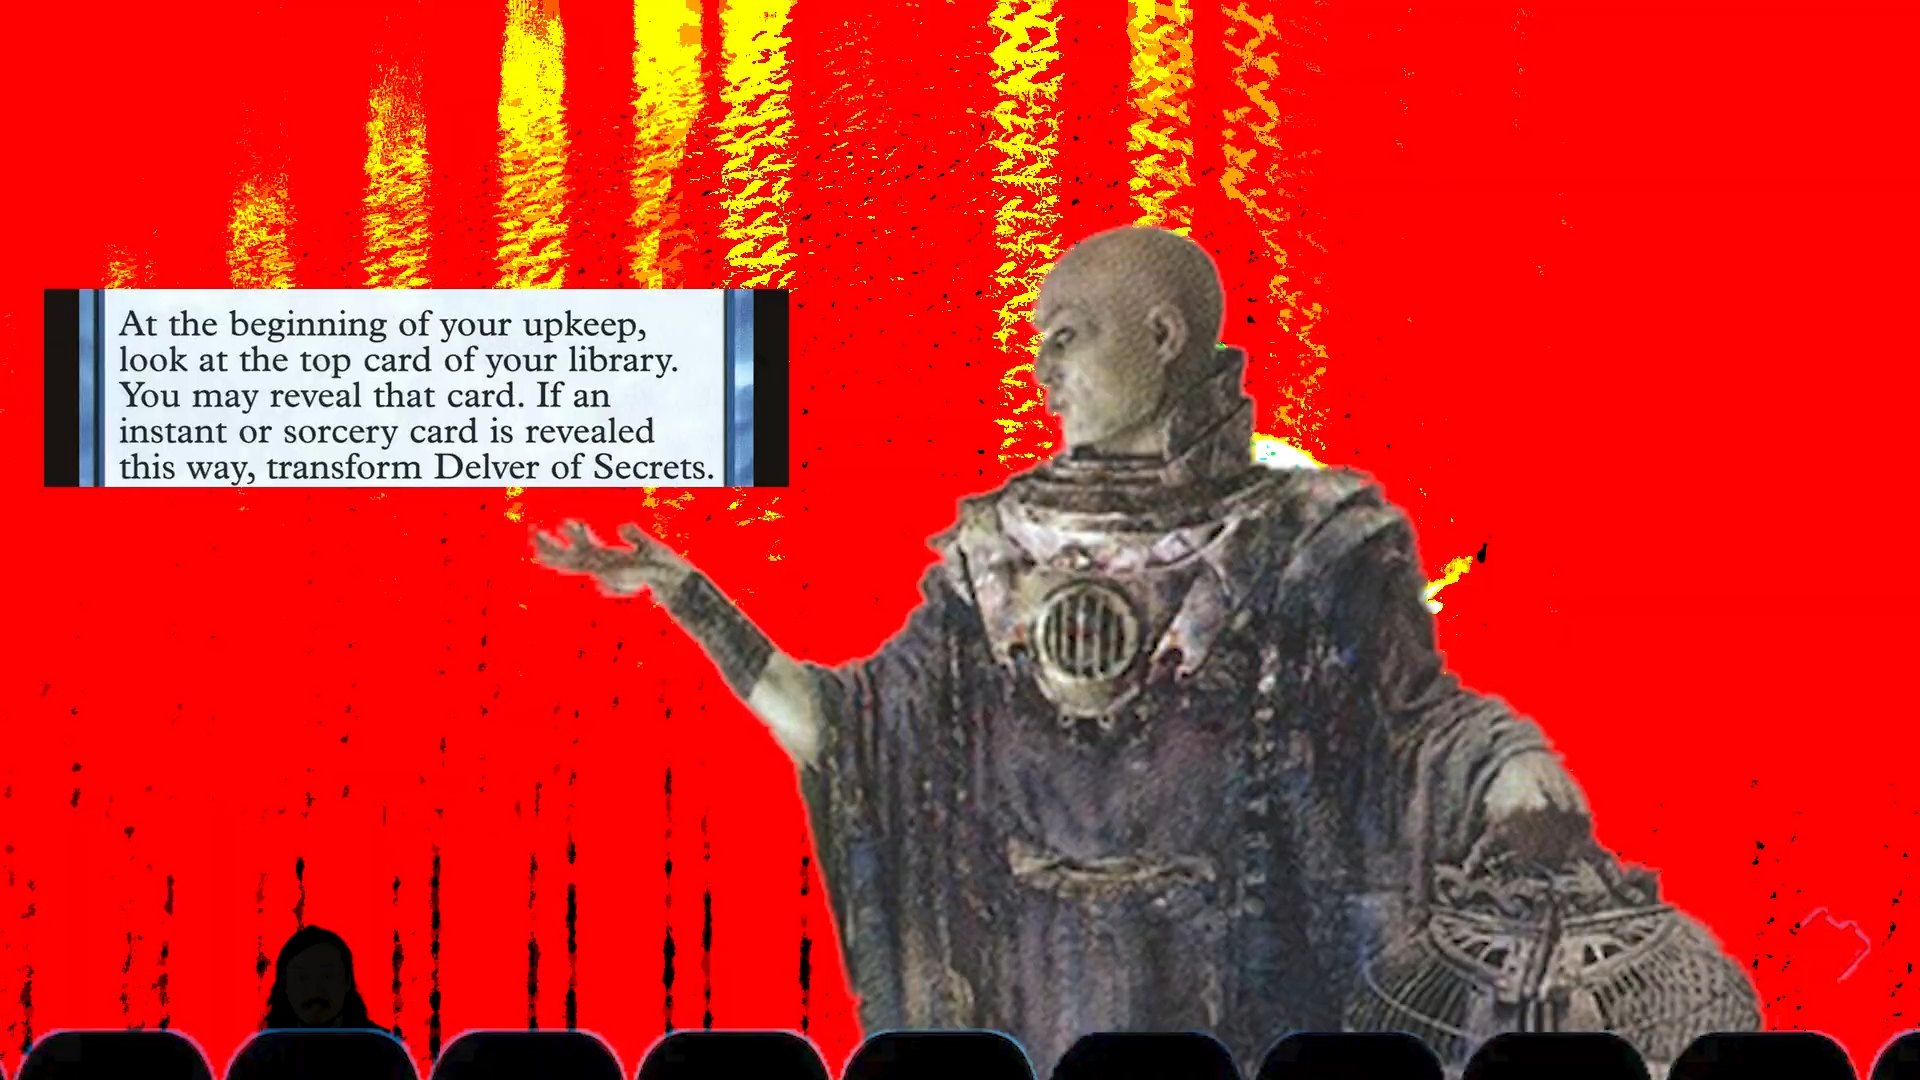 At the beginning of your upkeep,
look at the top card of your library.
You may reveal that card. If an
instant or sorcery card is revealed
this way, transform Delver of Secrets.